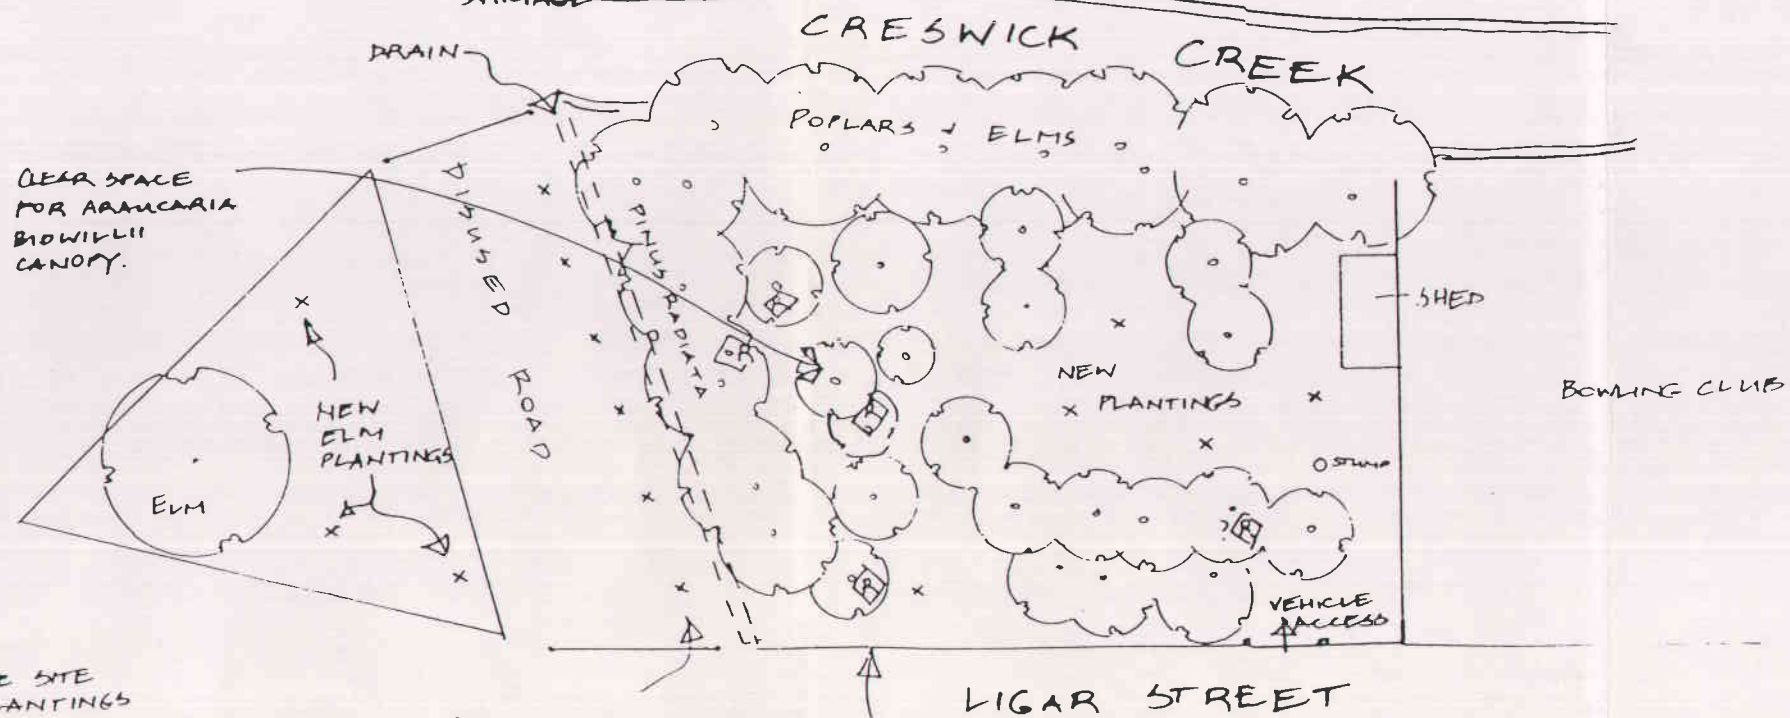 CRESWICK
CREEK
DRAIN
POPLARS & ELMS
CLEAR SPACE
FOR ARAUCARIA
BIDWILLII
CANOPY.
DISUSED ROAD
PINUS RADIATA
SHED
NEW
PLANTINGS
BOWLING CLUB
NEW
ELM
PLANTINGS
ELM
STUMP
R
R
R
R
R
VEHICLE
ACCESS
SITE
LIGAR STREET